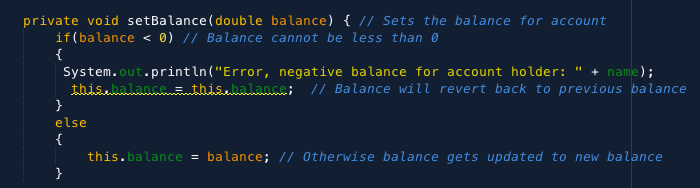 private void setBalance(double balance) { // Sets the balance for account
if(balance < 0) // Balance cannot be less than 0
{
System.out.println("Error, negative balance for account holder: " + name);
this.balance = this.balance; // Balance will revert back to previous balance
}
else
{
this.balance = balance; // Otherwise balance gets updated to new balance
}